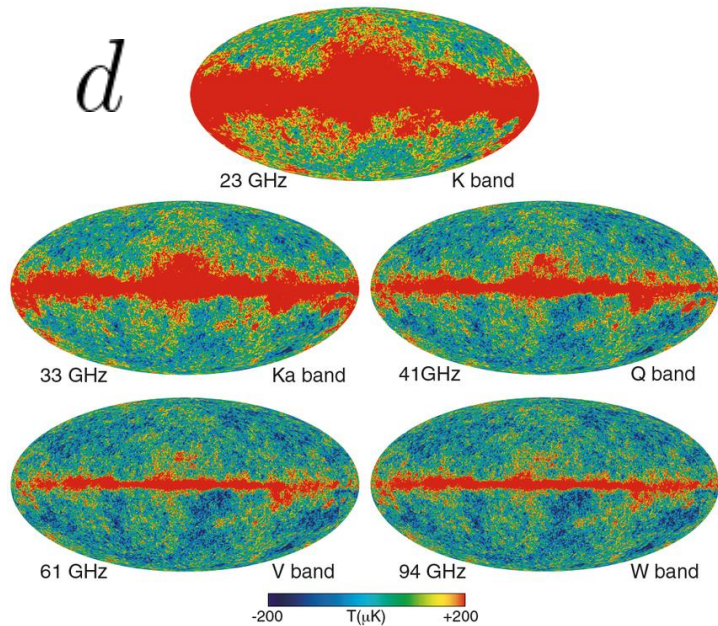 d
23 GHz K band
33 GHz Ka band 41GHz Q band
61 GHz V band 94 GHz W band
-200 T(μK) +200